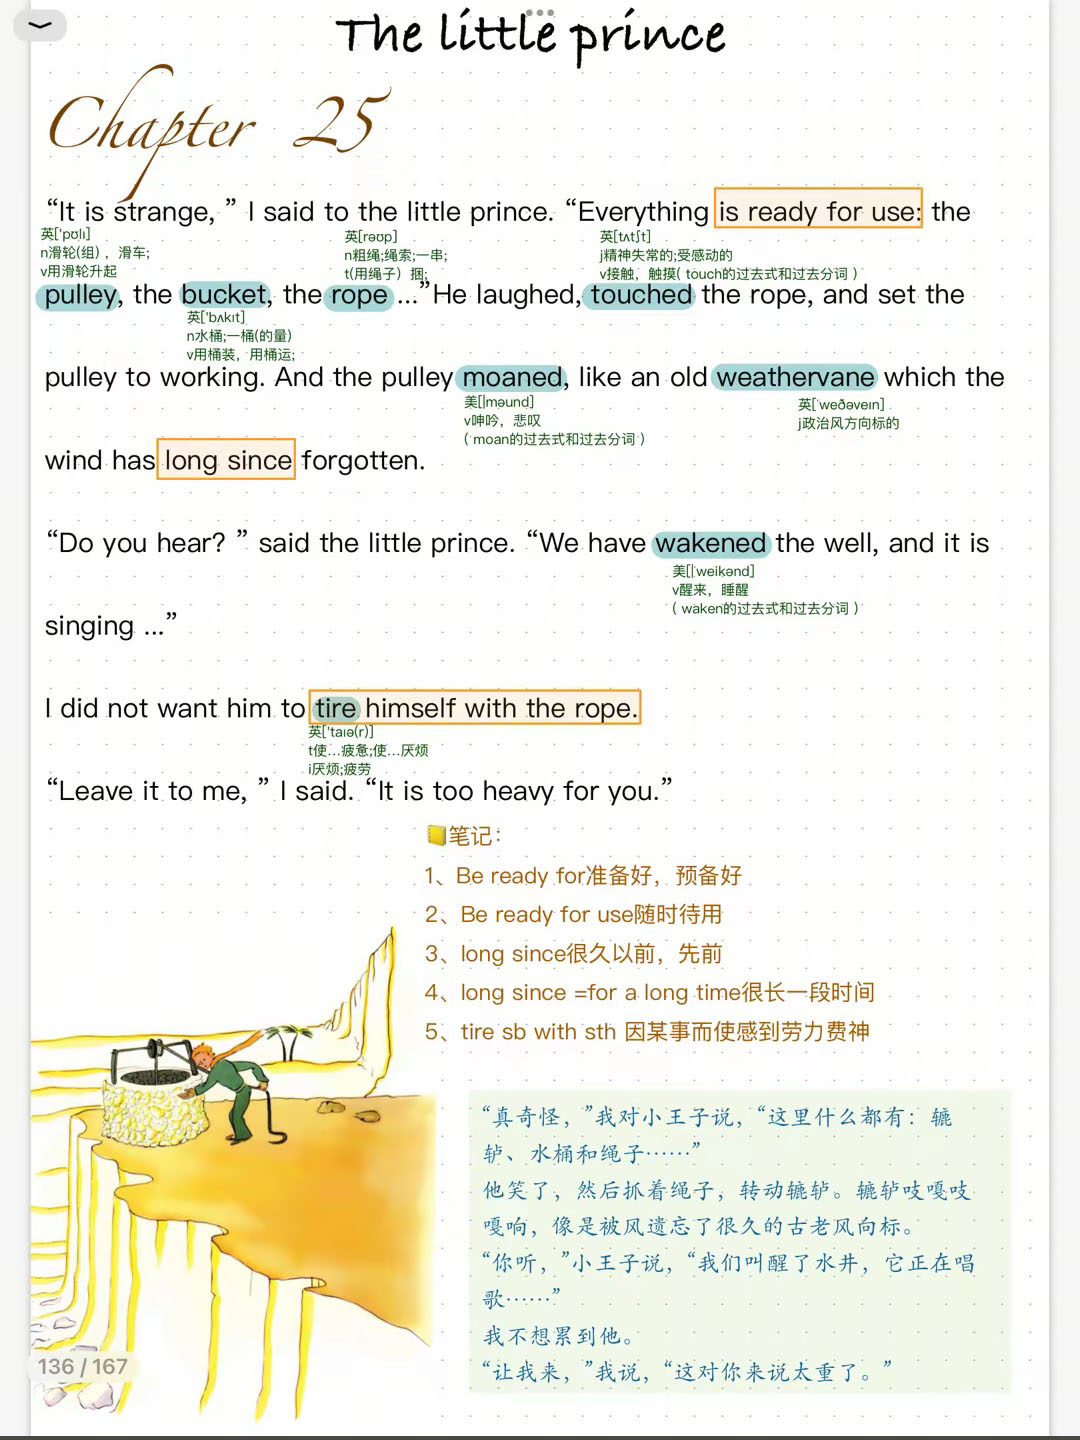 The little prince
Chapter 25
“It is strange, ” I said to the little prince. “Everything is ready for use: the
英['pʊlɪ]
n滑轮(组) ，滑车;
v用滑轮升起
英[rəʊp]
n粗绳;绳索;一串;
t(用绳子）捆;
英[tʌtʃt]
j精神失常的;受感动的
v接触，触摸( touch的过去式和过去分词 )
pulley, the bucket, the rope ...”He laughed, touched the rope, and set the
英['bʌkɪt]
n水桶;一桶(的量)
v用桶装，用桶运;
pulley to working. And the pulley moaned, like an old weathervane which the
美[|məund]
v呻吟，悲叹
( moan的过去式和过去分词 )
英['weðəveɪn]
j政治风方向标的
wind has long since forgotten.
“Do you hear? ” said the little prince. “We have wakened the well, and it is
美[|ˈweikənd]
v醒来，睡醒
( waken的过去式和过去分词 )
singing ...”
I did not want him to tire himself with the rope.
英['taɪə(r)]
t使...疲惫;使...厌烦
i厌烦;疲劳
“Leave it to me, ” I said. “It is too heavy for you.”
笔记：
1、Be ready for准备好，预备好
2、Be ready for use随时待用
3、long since很久以前，先前
4、long since =for a long time很长一段时间
5、tire sb with sth 因某事而使感到劳力费神
“真奇怪，”我对小王子说，“这里什么都有：辘
轳、水桶和绳子……”
他笑了，然后抓着绳子，转动辘轳。辘轳吱嘎吱
嘎响，像是被风遗忘了很久的古老风向标。
“你听，”小王子说，“我们叫醒了水井，它正在唱
歌……”
我不想累到他。
“让我来，”我说，“这对你来说太重了。”
136 / 167